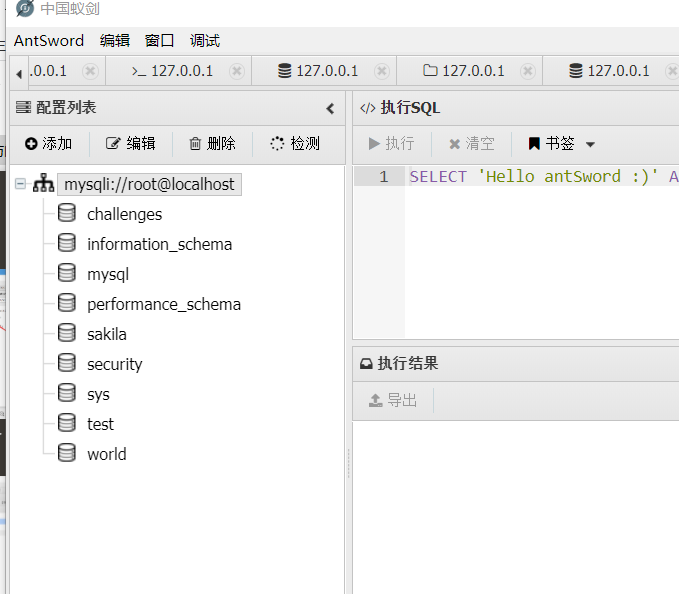 中国蚁剑
AntSword 编辑 窗口 调试
.0.0.1 127.0.0.1 127.0.0.1 127.0.0.1 127.0.0.1
配置列表
添加 编辑 删除 检测
mysqli://root@localhost
challenges
information_schema
mysql
performance_schema
sakila
security
sys
test
world
</> 执行SQL
执行 清空 书签
1 SELECT 'Hello antSword :)' A
执行结果
导出